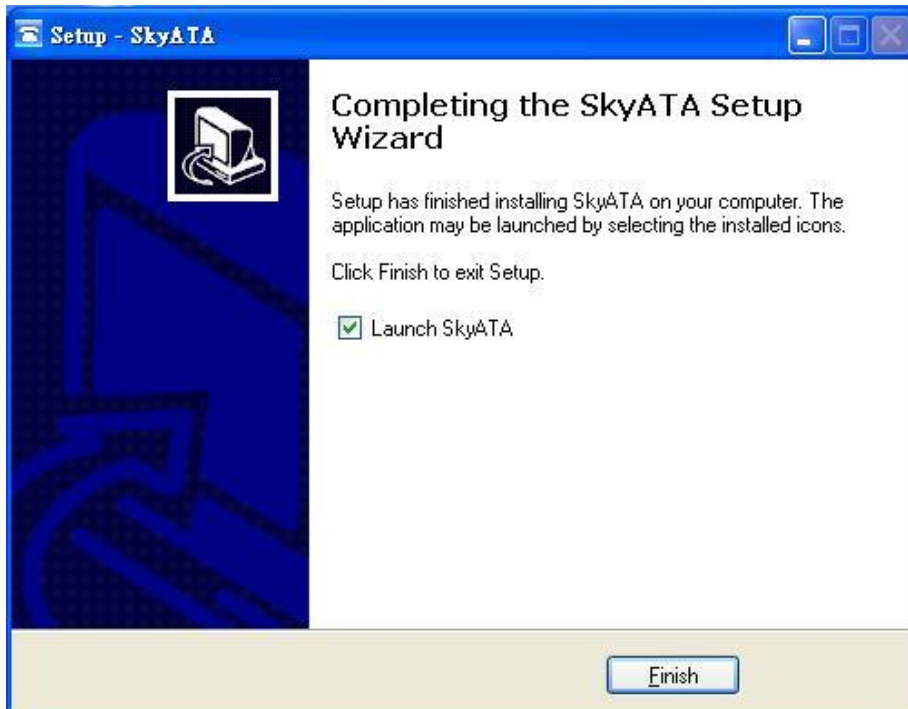 Setup - SkyATA
Completing the SkyATA Setup
Wizard
Setup has finished installing SkyATA on your computer. The
application may be launched by selecting the installed icons.
Click Finish to exit Setup.
Launch SkyATA
Finish